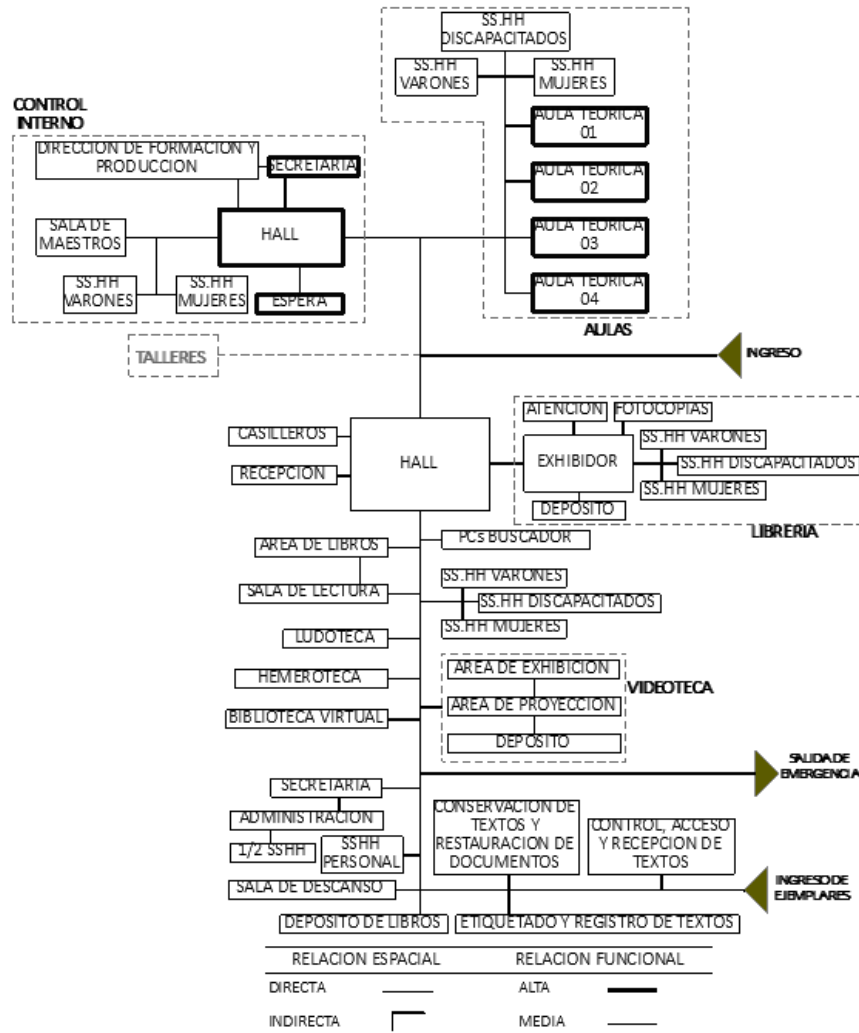 SS.HH
DISCAPACITADOS
SS.HH
VARONES
SS.HH
MUJERES
CONTROL
INTERNO
AULA TEORICA
01
DIRECCION DE FORMACION Y
PRODUCCION
SECRETARIA
AULA TEORICA
02
SALA DE
MAESTROS
HALL
AULA TEORICA
03
SS.HH
VARONES
SS.HH
MUJERES
ESPERA
AULA TEORICA
04
AULAS
TALLERES
INGRESO
ATENCION
FOTOCOPIAS
CASILLEROS
SS.HH VARONES
HALL
EXHIBIDOR
SS.HH DISCAPACITADOS
RECEPCION
SS.HH MUJERES
DEPOSITO
LIBRERIA
PCs BUSCADOR
AREA DE LIBROS
SS.HH VARONES
SALA DE LECTURA
SS.HH DISCAPACITADOS
SS.HH MUJERES
LUDOTECA
AREA DE EXHIBICION
HEMEROTECA
VIDEOTECA
AREA DE PROYECCION
BIBLIOTECA VIRTUAL
DEPOSITO
SALIDA DE
EMERGENCIA
SECRETARIA
CONSERVACION DE
TEXTOS Y
RESTAURACION DE
DOCUMENTOS
CONTROL, ACCESO
Y RECEPCION DE
TEXTOS
ADMINISTRACION
1/2 SSHH
SSHH
PERSONAL
SALA DE DESCANSO
INGRESO DE
EJEMPLARES
DEPOSITO DE LIBROS
ETIQUETADO Y REGISTRO DE TEXTOS
RELACION ESPACIAL
RELACION FUNCIONAL
DIRECTA
ALTA
INDIRECTA
MEDIA